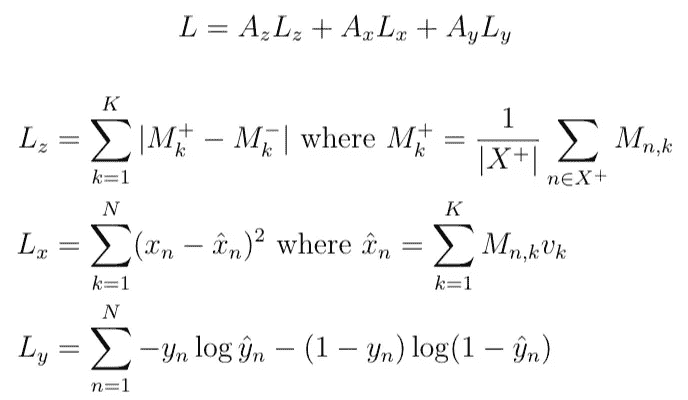 L = A_z L_z + A_x L_x + A_y L_y
L_z = \sum_{k=1}^{K} |M_k^+ - M_k^-| where M_k^+ = \frac{1}{|X^+|} \sum_{n \in X^+} M_{n,k}
L_x = \sum_{k=1}^{N} (x_n - \hat{x}_n)^2 where \hat{x}_n = \sum_{k=1}^{K} M_{n,k} v_k
L_y = \sum_{n=1}^{N} -y_n \log \hat{y}_n - (1 - y_n) \log(1 - \hat{y}_n)